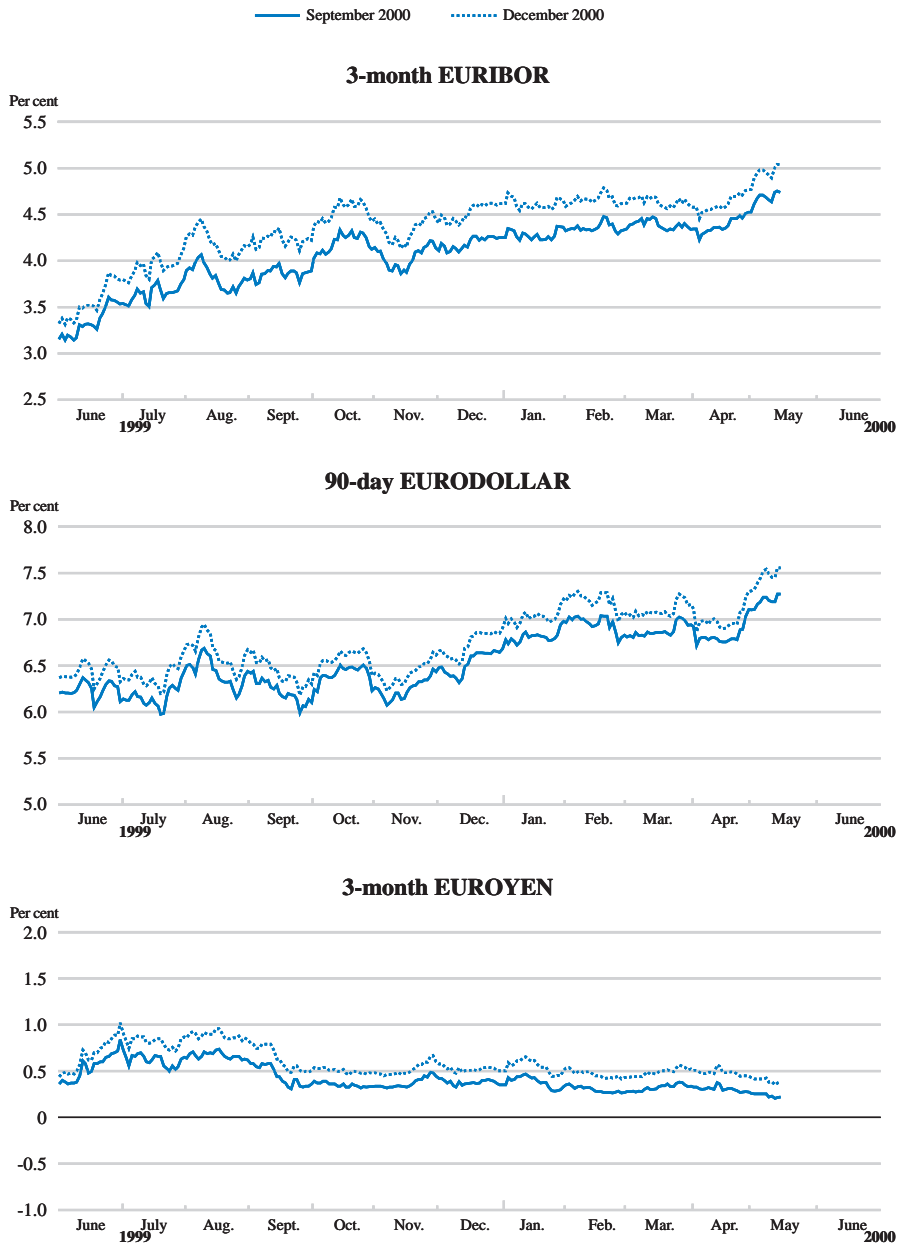 September 2000 December 2000
3-month EURIBOR
Per cent
5.5
5.0
4.5
4.0
3.5
3.0
2.5
June July Aug. Sept. Oct. Nov. Dec. Jan. Feb. Mar. Apr. May June
1999 2000
90-day EURODOLLAR
Per cent
8.0
7.5
7.0
6.5
6.0
5.5
5.0
June July Aug. Sept. Oct. Nov. Dec. Jan. Feb. Mar. Apr. May June
1999 2000
3-month EUROYEN
Per cent
2.0
1.5
1.0
0.5
0
-0.5
-1.0
June July Aug. Sept. Oct. Nov. Dec. Jan. Feb. Mar. Apr. May June
1999 2000